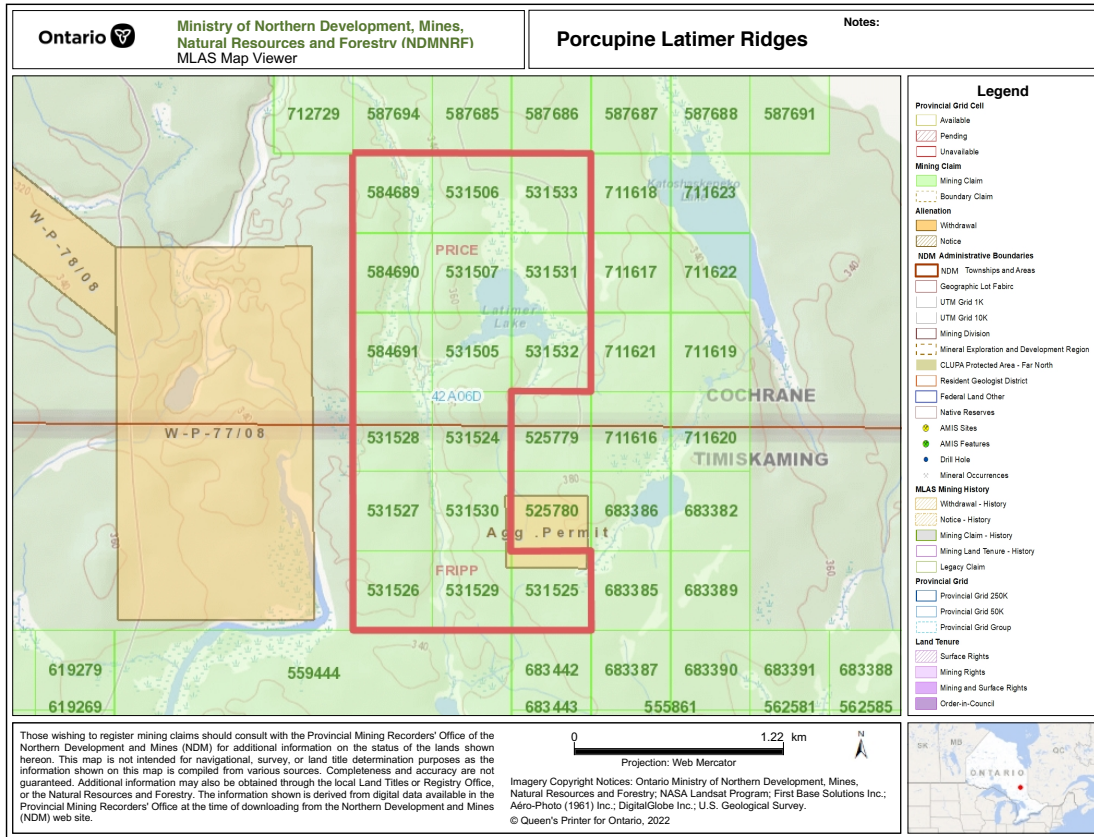 Ontario
Ministry of Northern Development, Mines,
Natural Resources and Forestry (NDMNRF)
MLAS Map Viewer
Porcupine Latimer Ridges
Notes:
712729 587694 587685 587686 587687 587688 587691
584689 531506 531533 711618 711623
Katoshaskepeko
Lake
320
W-P-78/08
PRICE
340
340
584690 531507 531531 711617 711622
360
Latimer
Lake
584691 531505 531532 711621 711619
42A06D
COCHRANE
W-P-77/08
531528 531524 525779 711616 711620
TIMISKAMING
380
531527 531530 525780 683386 683382
Agg .Permit
360
360
FRIPP
531526 531529 531525 683385 683389
340
619279 559444 683442 683387 683390 683391 683388
619269 683443 555861 562581 562585
Legend
Provincial Grid Cell
Available
Pending
Unavailable
Mining Claim
Mining Claim
Boundary Claim
Alienation
Withdrawal
Notice
NDM Administrative Boundaries
NDM Townships and Areas
Geographic Lot Fabirc
UTM Grid 1K
UTM Grid 10K
Mining Division
Mineral Exploration and Development Region
CLUPA Protected Area - Far North
Resident Geologist District
Federal Land Other
Native Reserves
AMIS Sites
AMIS Features
Drill Hole
Mineral Occurrences
MLAS Mining History
Withdrawal - History
Notice - History
Mining Claim - History
Mining Land Tenure - History
Legacy Claim
Provincial Grid
Provincial Grid 250K
Provincial Grid 50K
Provincial Grid Group
Land Tenure
Surface Rights
Mining Rights
Mining and Surface Rights
Order-in-Council
Those wishing to register mining claims should consult with the Provincial Mining Recorders' Office of the
Northern Development and Mines (NDM) for additional information on the status of the lands shown
hereon. This map is not intended for navigational, survey, or land title determination purposes as the
information shown on this map is compiled from various sources. Completeness and accuracy are not
guaranteed. Additional information may also be obtained through the local Land Titles or Registry Office,
or the Natural Resources and Forestry. The information shown is derived from digital data available in the
Provincial Mining Recorders' Office at the time of downloading from the Northern Development and Mines
(NDM) web site.
0 1.22 km
Projection: Web Mercator
N
Imagery Copyright Notices: Ontario Ministry of Northern Development, Mines,
Natural Resources and Forestry; NASA Landsat Program; First Base Solutions Inc.;
Aéro-Photo (1961) Inc.; DigitalGlobe Inc.; U.S. Geological Survey.
© Queen's Printer for Ontario, 2022
SK MB
ONTARIO
QC